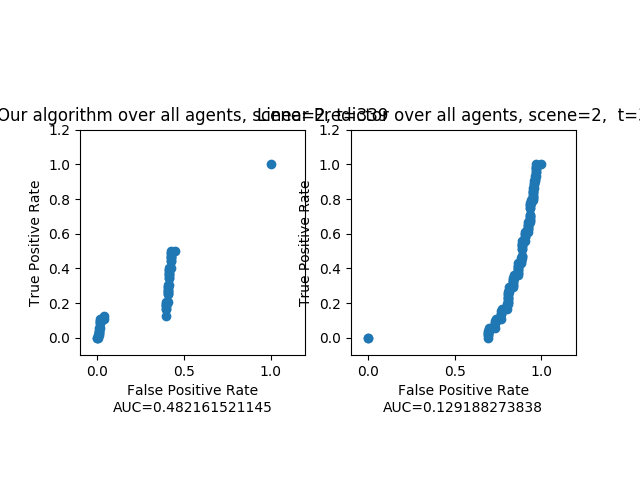 Our algorithm over all agents, scene=2, t=339
Linear Predictor over all agents, scene=2, t=
1.2
1.0
0.8
0.6
0.4
0.2
0.0
True Positive Rate
0.0 0.5 1.0
False Positive Rate
AUC=0.482161521145
1.2
1.0
0.8
0.6
0.4
0.2
0.0
True Positive Rate
0.0 0.5 1.0
False Positive Rate
AUC=0.129188273838